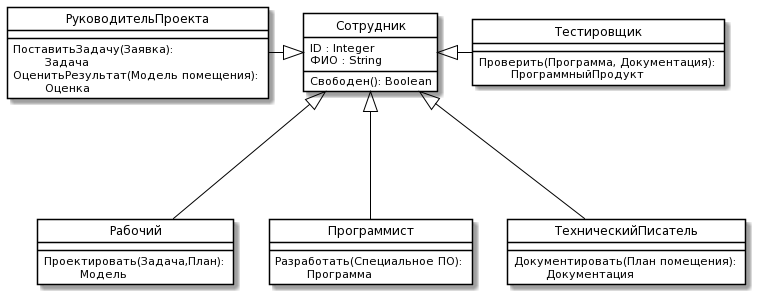 РуководительПроекта
ПоставитьЗадачу(Заявка):
Задача
ОценитьРезультат(Модель помещения):
Оценка
Сотрудник
ID : Integer
ФИО : String
Свободен(): Boolean
Тестировщик
Проверить(Программа, Документация):
ПрограммныйПродукт
Рабочий
Проектировать(Задача,План):
Модель
Программист
Разработать(Специальное ПО):
Программа
ТехническийПисатель
Документировать(План помещения):
Документация